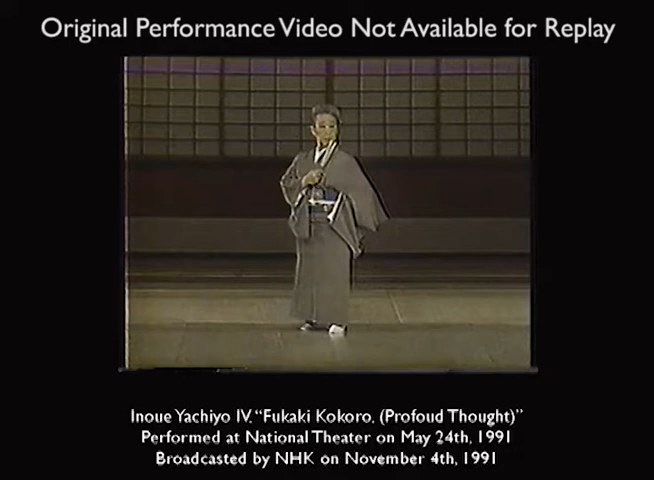 Original Performance Video Not Available for Replay
Inoue Yachiyo IV, “Fukaki Kokoro, (Profoud Thought)”
Performed at National Theater on May 24th, 1991
Broadcasted by NHK on November 4th, 1991